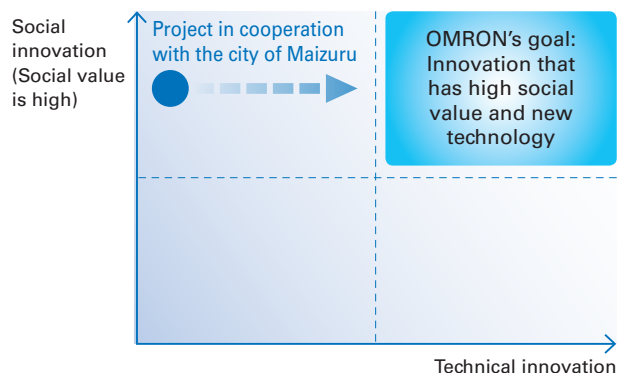 Social
innovation
(Social value
is high)
Project in cooperation
with the city of Maizuru
OMRON’s goal:
Innovation that
has high social
value and new
technology
Technical innovation